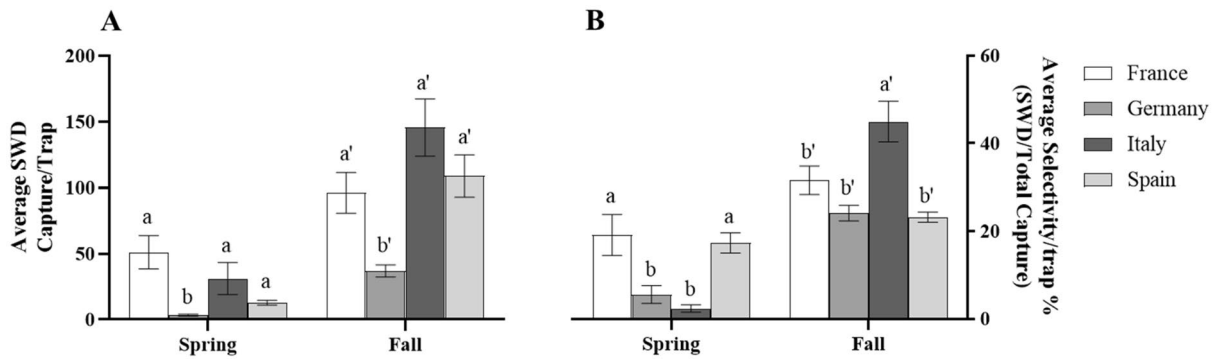 A
Average SWD
Capture/Trap
200
150
100
50
0
a
b
a
a
a'
b'
a'
a'
Spring
Fall
B
a
b
b
a
b'
b'
a'
b'
Spring
Fall
60
40
20
0
Average Selectivity/trap %
(SWD/Total Capture)
France
Germany
Italy
Spain